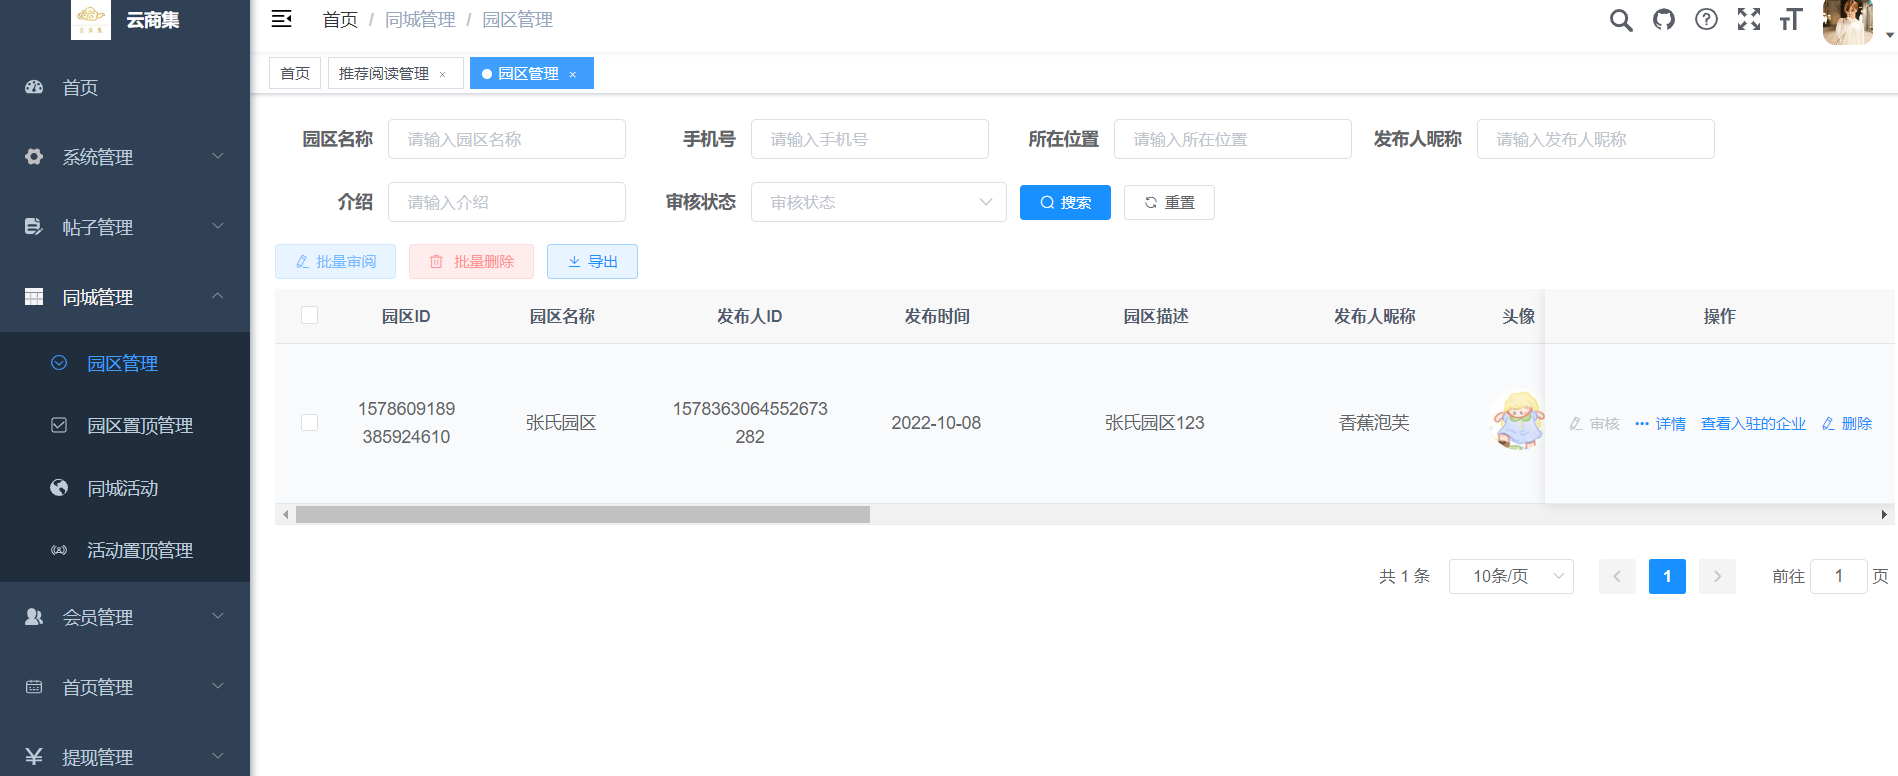 云商集
首页
系统管理
帖子管理
同城管理
园区管理
园区置顶管理
同城活动
活动置顶管理
会员管理
首页管理
提现管理
首页 / 同城管理 / 园区管理
首页 推荐阅读管理 × 园区管理 ×
园区名称 请输入园区名称 手机号 请输入手机号 所在位置 请输入所在位置 发布人昵称 请输入发布人昵称
介绍 请输入介绍 审核状态 审核状态 搜索 重置
批量审阅 批量删除 导出
园区ID 园区名称 发布人ID 发布时间 园区描述 发布人昵称 头像 操作
1578609189
385924610
张氏园区
1578363064552673
282
2022-10-08 张氏园区123 香蕉泡芙 审核 详情 查看入驻的企业 删除
共 1 条 10条/页 1 前往 1 页